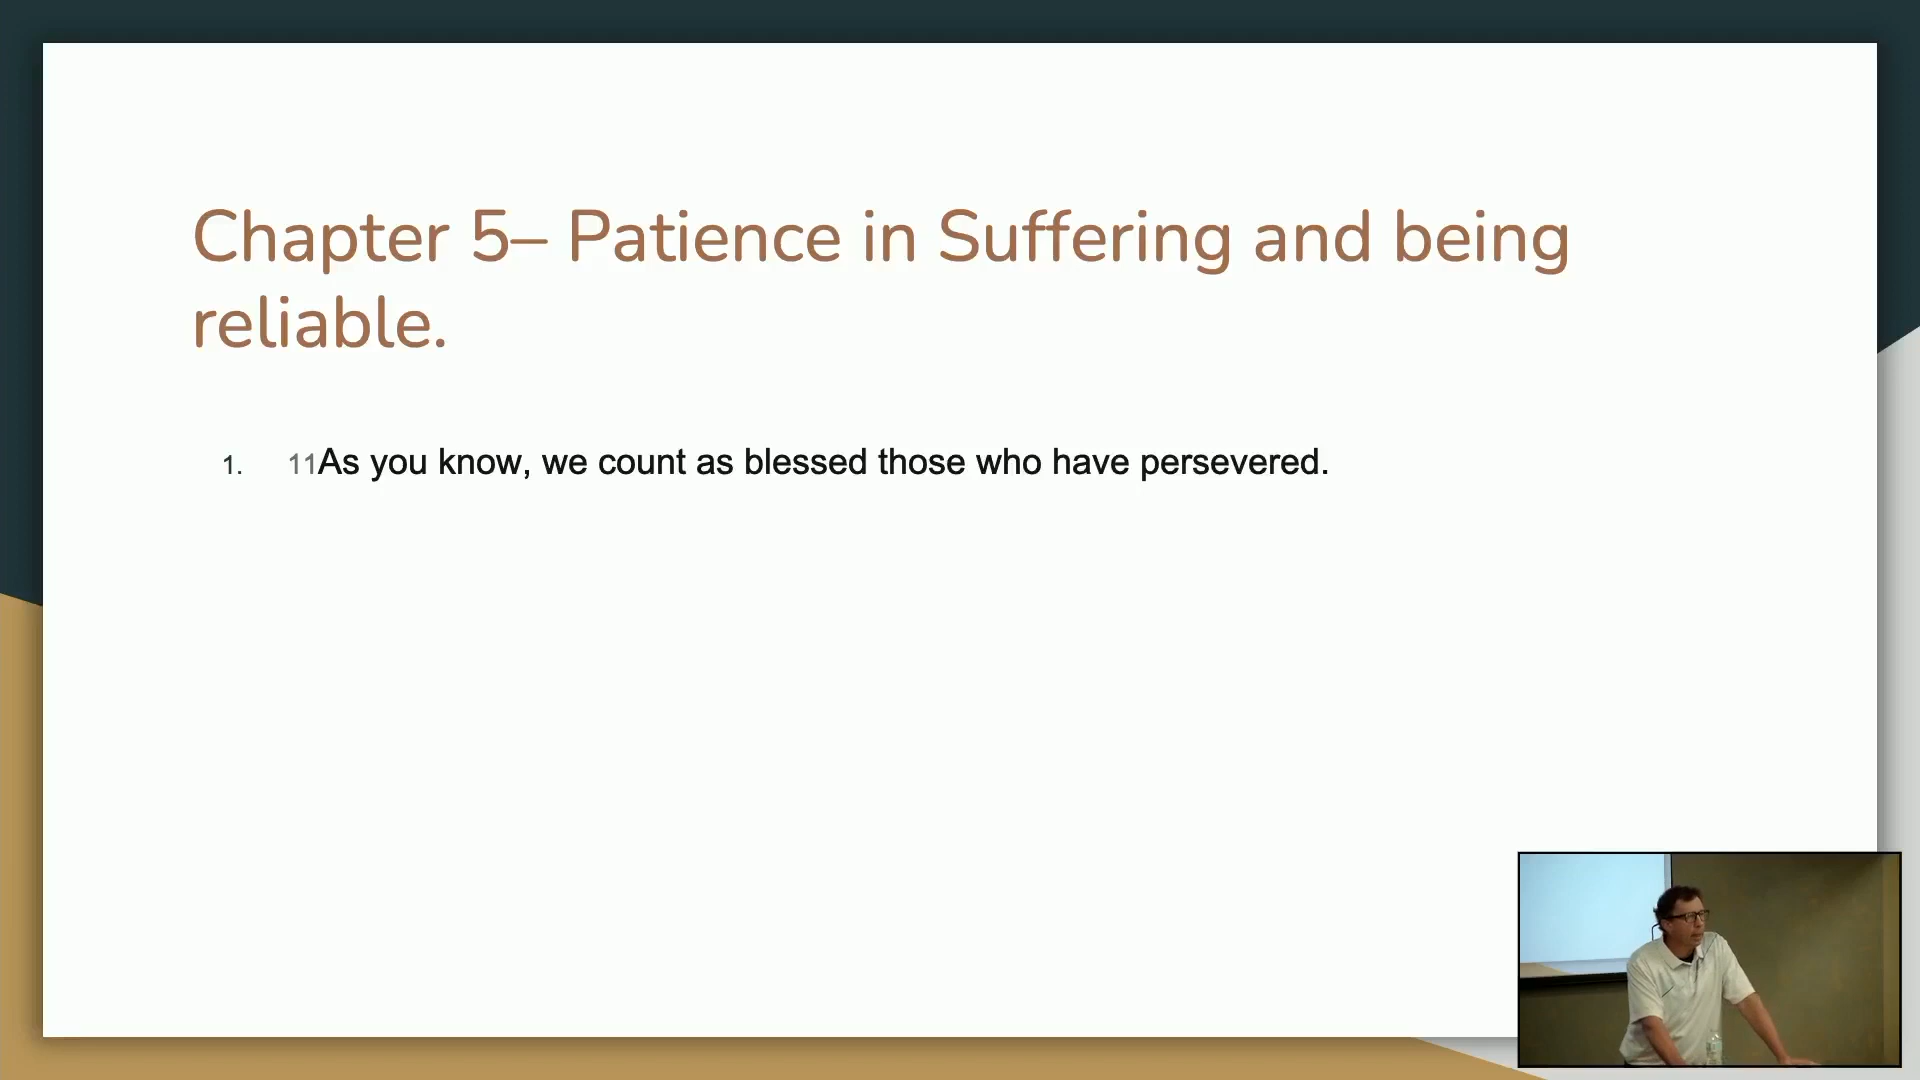 Chapter 5– Patience in Suffering and being
reliable.
1. 11As you know, we count as blessed those who have persevered.